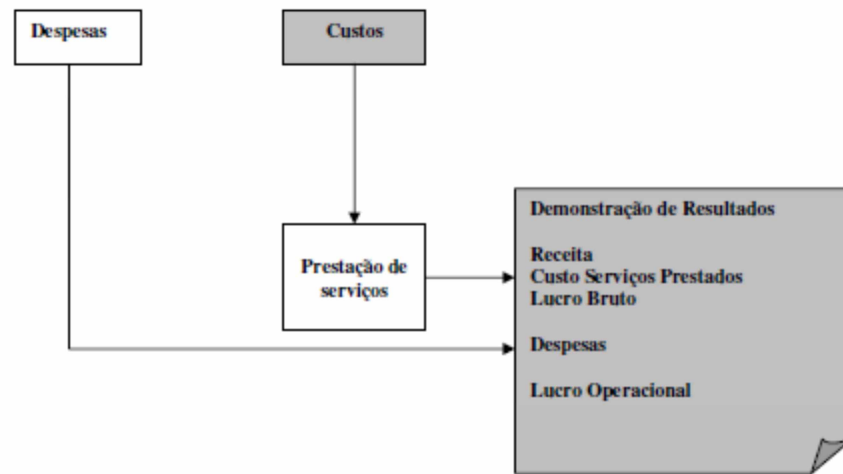 Despesas
Custos
Prestação de
serviços
Demonstração de Resultados
Receita
Custo Serviços Prestados
Lucro Bruto
Despesas
Lucro Operacional